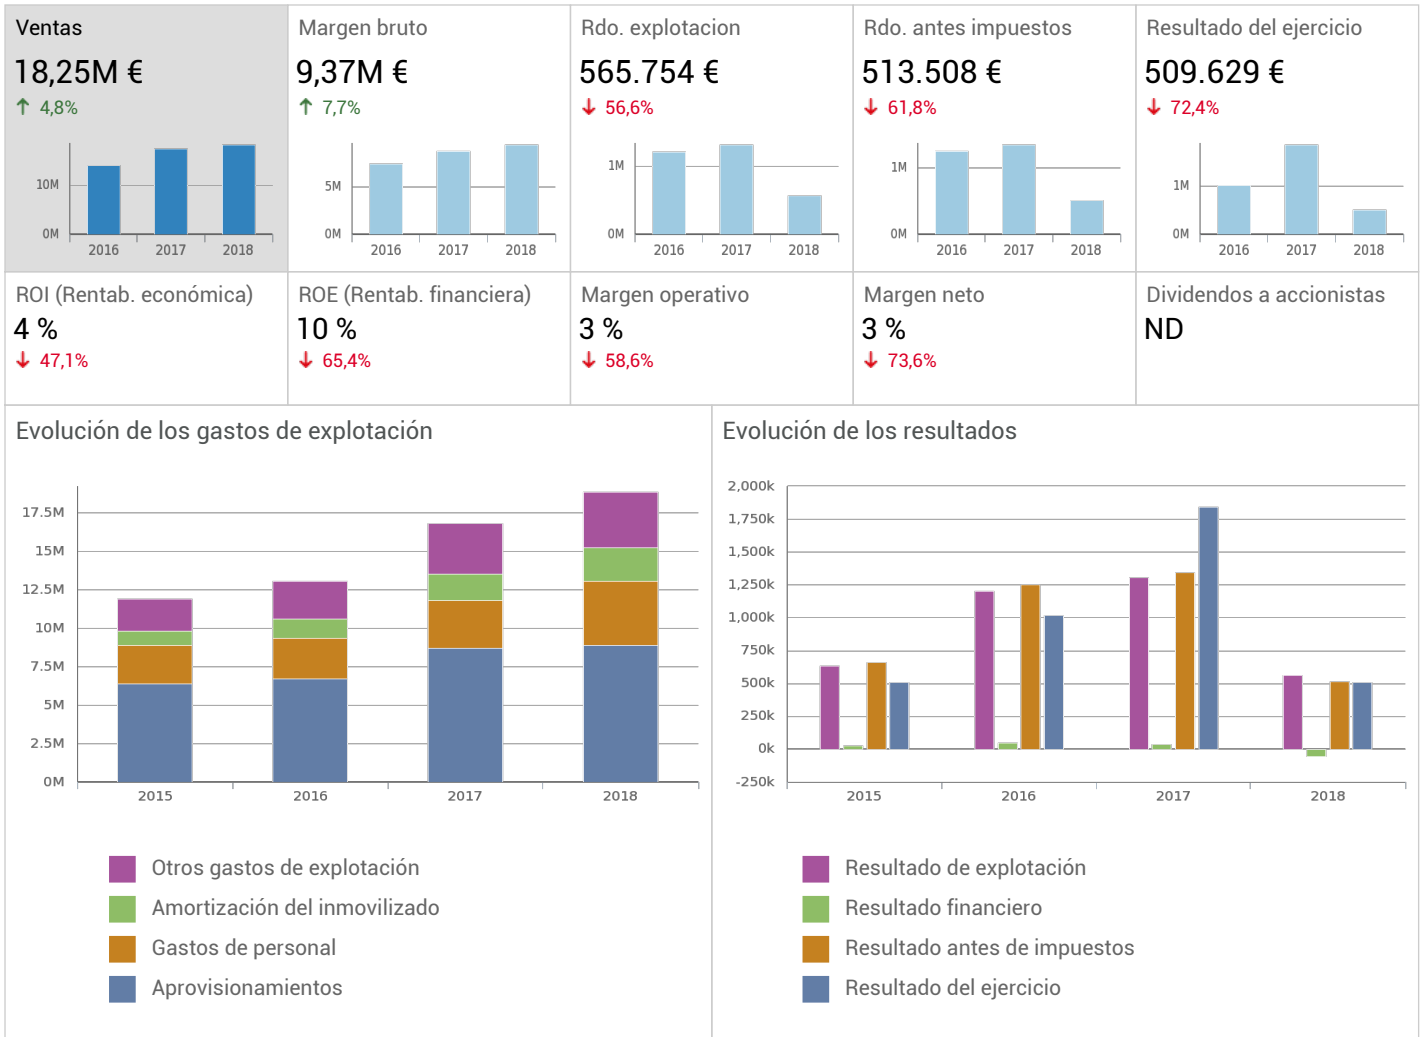 Ventas
18,25M €
4,8%
10M
0M
2016 2017 2018
Margen bruto
9,37M €
7,7%
5M
0M
2016 2017 2018
Rdo. explotacion
565.754 €
56,6%
1M
0M
2016 2017 2018
Rdo. antes impuestos
513.508 €
61,8%
1M
0M
2016 2017 2018
Resultado del ejercicio
509.629 €
72,4%
1M
0M
2016 2017 2018
ROI (Rentab. económica)
4 %
47,1%
ROE (Rentab. financiera)
10 %
65,4%
Margen operativo
3 %
58,6%
Margen neto
3 %
73,6%
Dividendos a accionistas
ND
Evolución de los gastos de explotación
17.5M
15M
12.5M
10M
7.5M
5M
2.5M
0M
2015 2016 2017 2018
Otros gastos de explotación
Amortización del inmovilizado
Gastos de personal
Aprovisionamientos
Evolución de los resultados
2,000k
1,750k
1,500k
1,250k
1,000k
750k
500k
250k
0k
-250k
2015 2016 2017 2018
Resultado de explotación
Resultado financiero
Resultado antes de impuestos
Resultado del ejercicio